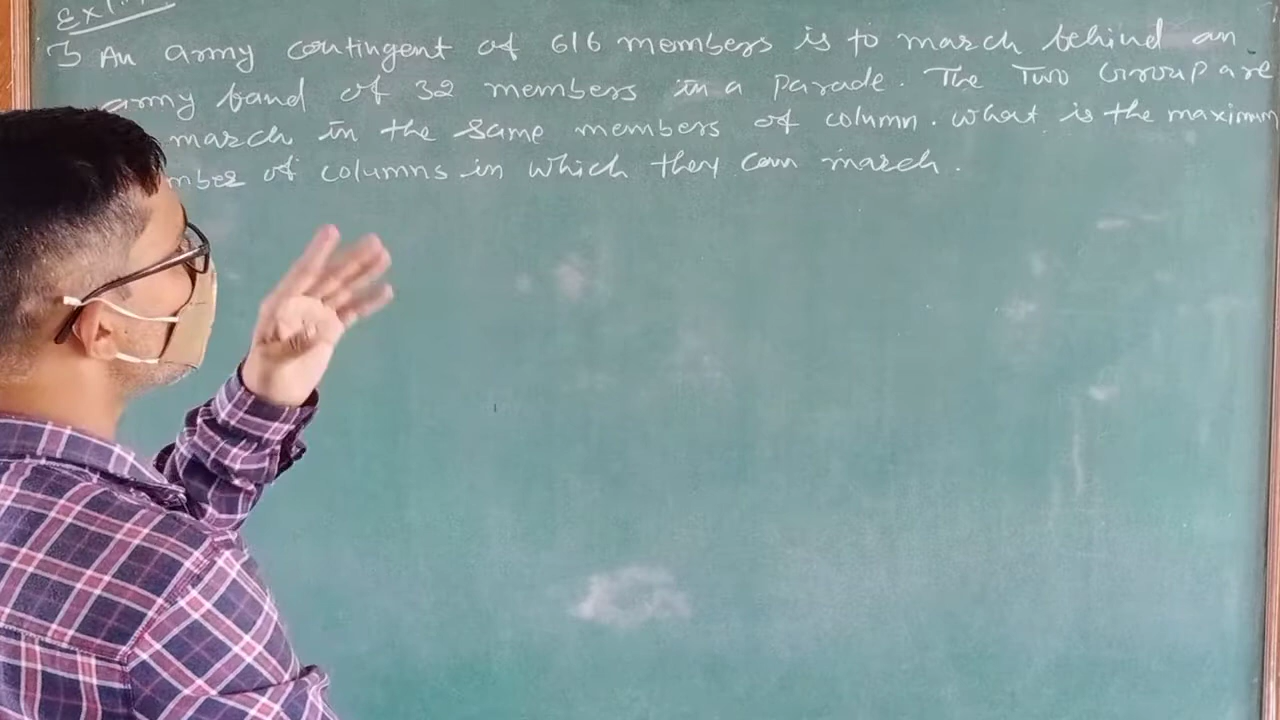 3 An army contingent of 616 members is to march behind an
army band of 32 members in a parade. The Two Group are
march in the same members of column. what is the maximum
of columns in which they can march.